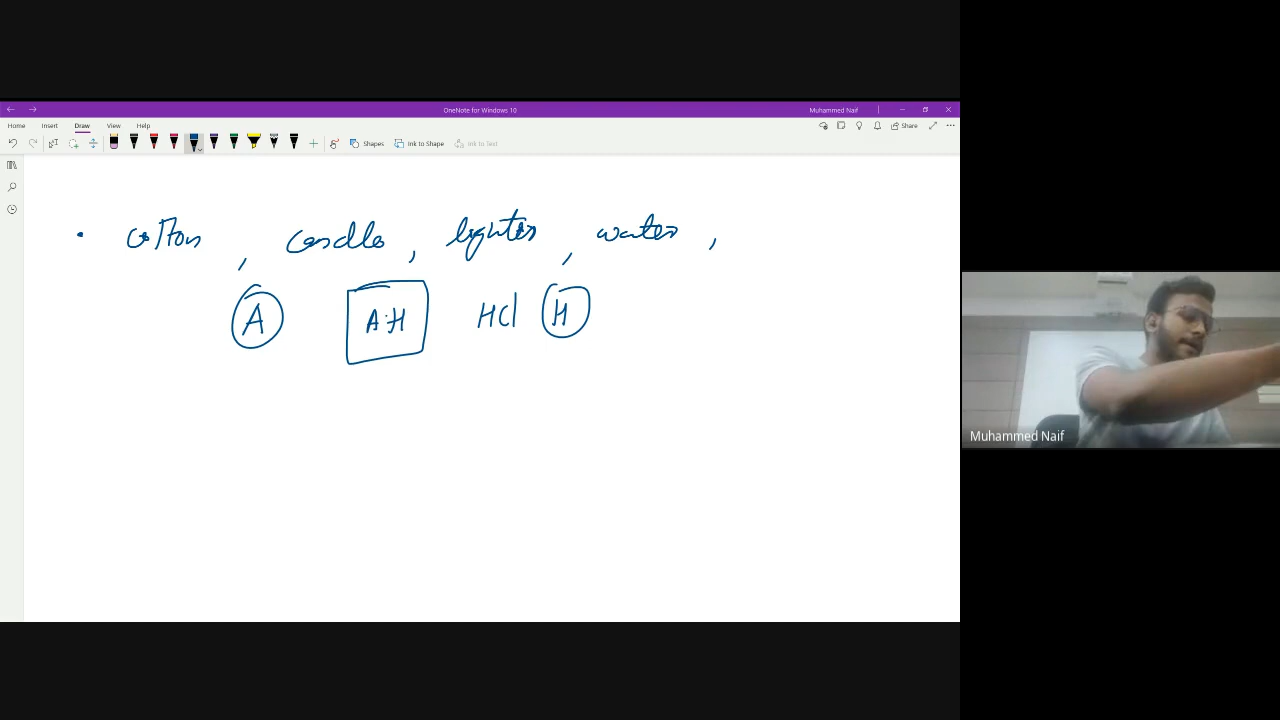 OneNote for Windows 10
Muhammed Naif
Home Insert Draw View Help
Share
Shapes Ink to Shape Ink to Text
• cotton, candle, lighter, water,
A A·H HCl H
Muhammed Naif